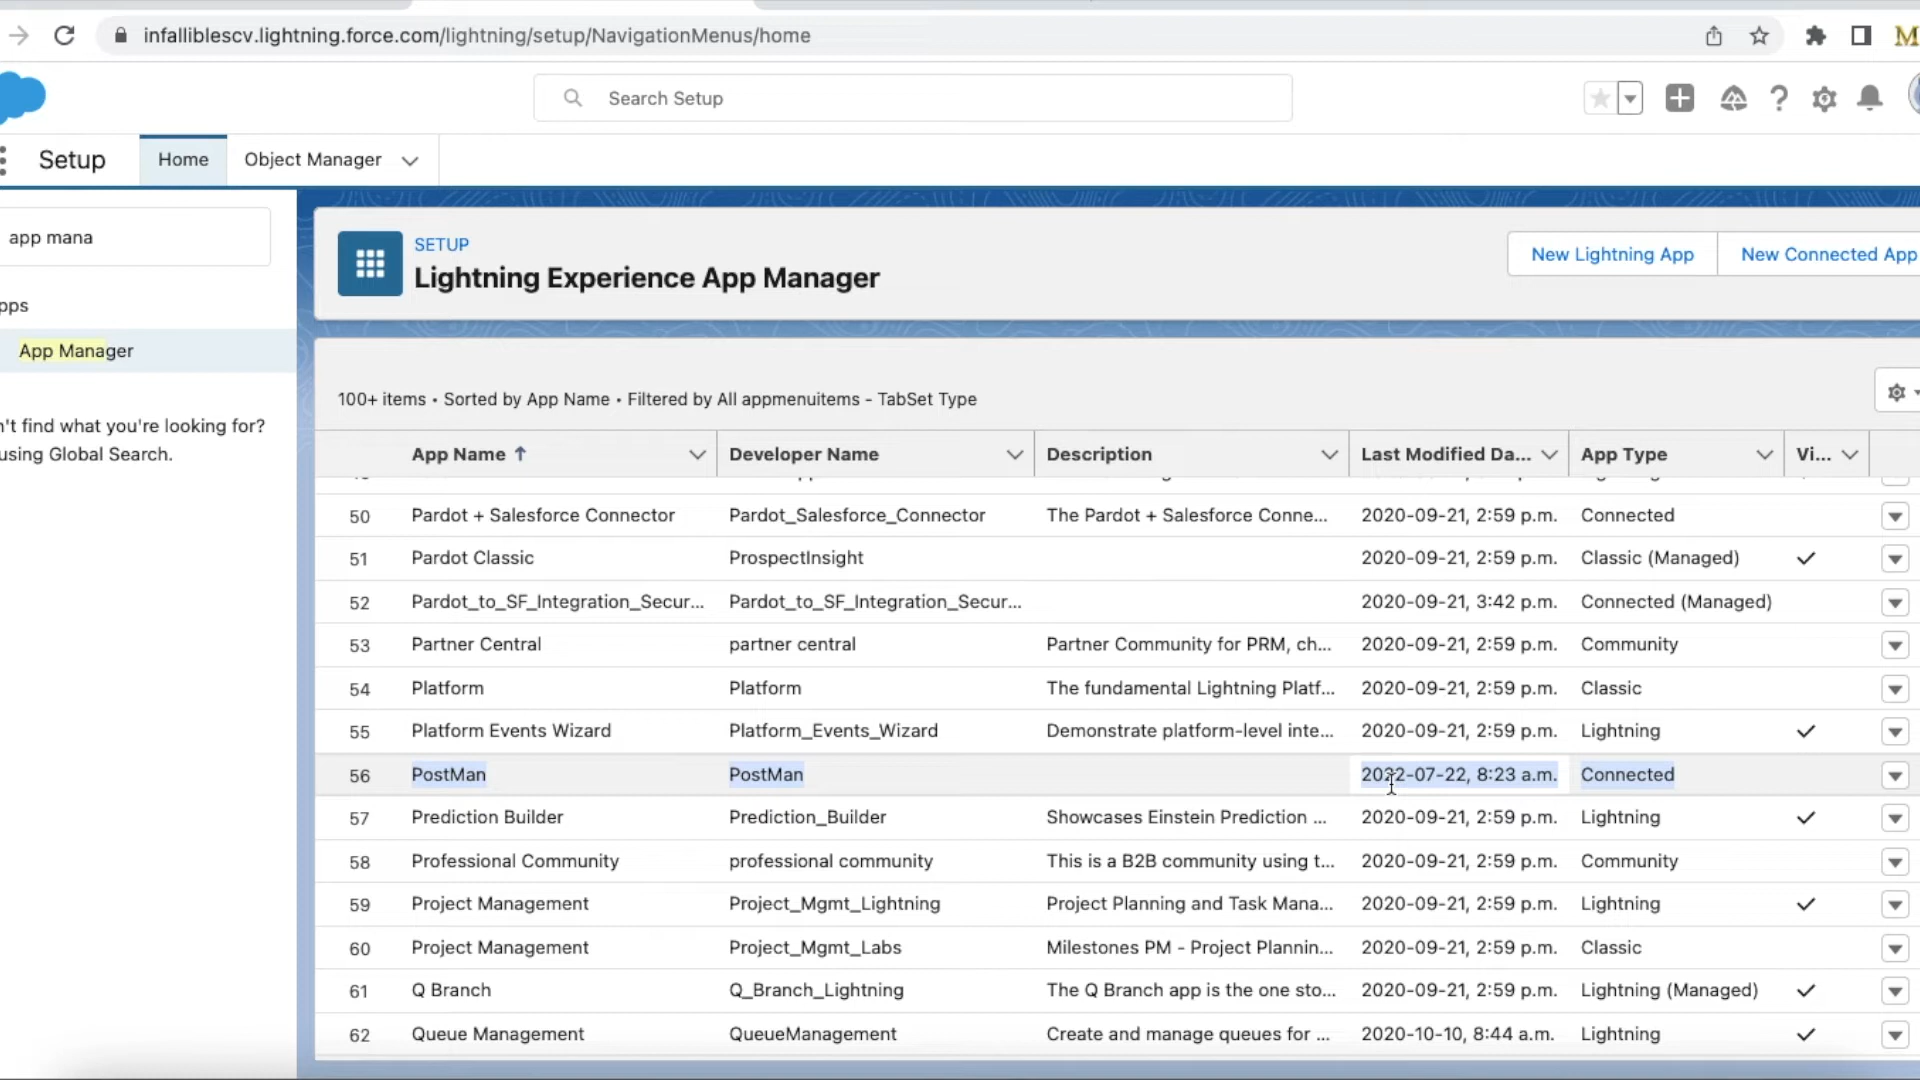 infalliblescv.lightning.force.com/lightning/setup/NavigationMenus/home
M
Search Setup
Setup Home Object Manager
app mana
SETUP
Lightning Experience App Manager
New Lightning App New Connected App
pps
App Manager
n't find what you're looking for?
using Global Search.
100+ items • Sorted by App Name • Filtered by All appmenuitems - TabSet Type
App Name ↑ Developer Name Description Last Modified Da... App Type Vi...
50 Pardot + Salesforce Connector Pardot_Salesforce_Connector The Pardot + Salesforce Conne... 2020-09-21, 2:59 p.m. Connected
51 Pardot Classic ProspectInsight 2020-09-21, 2:59 p.m. Classic (Managed) ✓
52 Pardot_to_SF_Integration_Secur... Pardot_to_SF_Integration_Secur... 2020-09-21, 3:42 p.m. Connected (Managed)
53 Partner Central partner central Partner Community for PRM, ch... 2020-09-21, 2:59 p.m. Community
54 Platform Platform The fundamental Lightning Platf... 2020-09-21, 2:59 p.m. Classic
55 Platform Events Wizard Platform_Events_Wizard Demonstrate platform-level inte... 2020-09-21, 2:59 p.m. Lightning ✓
56 PostMan PostMan 2022-07-22, 8:23 a.m. Connected
57 Prediction Builder Prediction_Builder Showcases Einstein Prediction ... 2020-09-21, 2:59 p.m. Lightning ✓
58 Professional Community professional community This is a B2B community using t... 2020-09-21, 2:59 p.m. Community
59 Project Management Project_Mgmt_Lightning Project Planning and Task Mana... 2020-09-21, 2:59 p.m. Lightning ✓
60 Project Management Project_Mgmt_Labs Milestones PM - Project Plannin... 2020-09-21, 2:59 p.m. Classic
61 Q Branch Q_Branch_Lightning The Q Branch app is the one sto... 2020-09-21, 2:59 p.m. Lightning (Managed) ✓
62 Queue Management QueueManagement Create and manage queues for ... 2020-10-10, 8:44 a.m. Lightning ✓